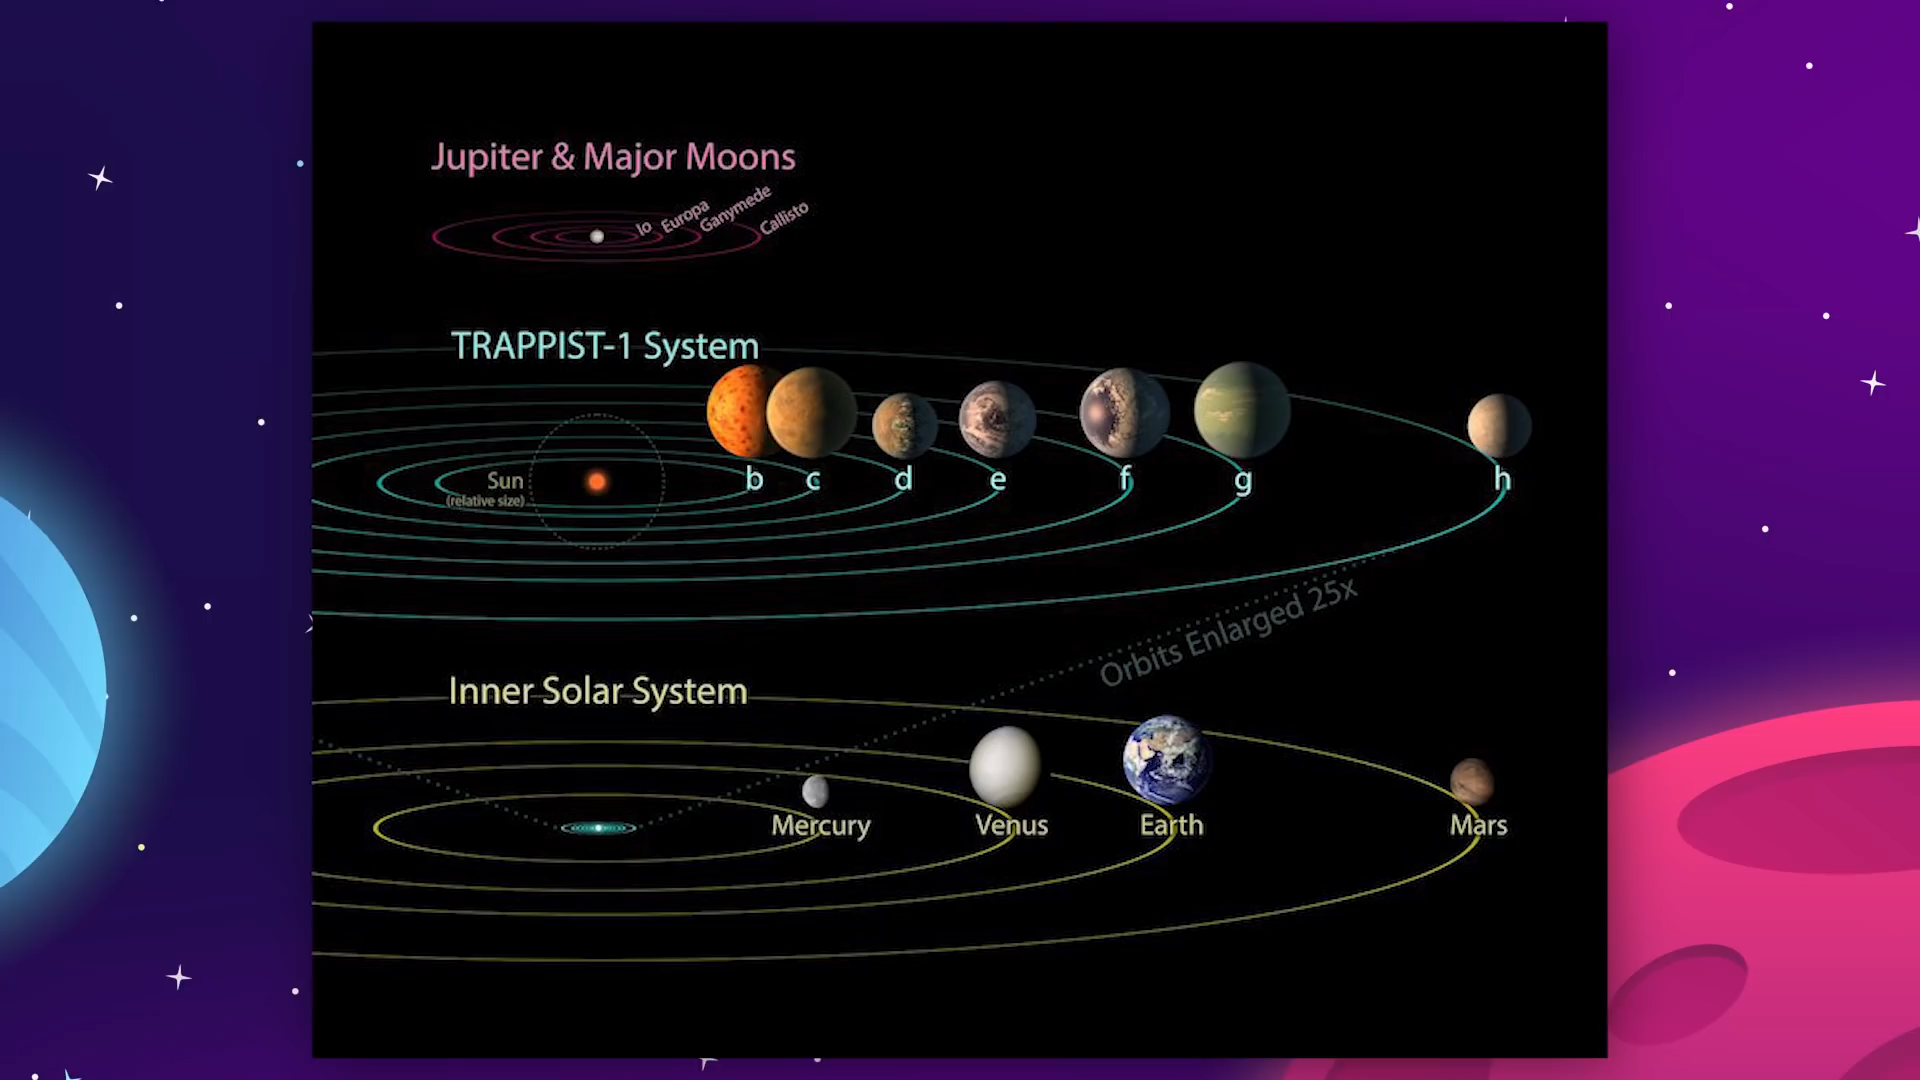 Jupiter & Major Moons
Io
Europa
Ganymede
Callisto
TRAPPIST-1 System
Sun
(relative size)
b
c
d
e
f
g
h
Orbits Enlarged 25x
Inner Solar System
Mercury
Venus
Earth
Mars